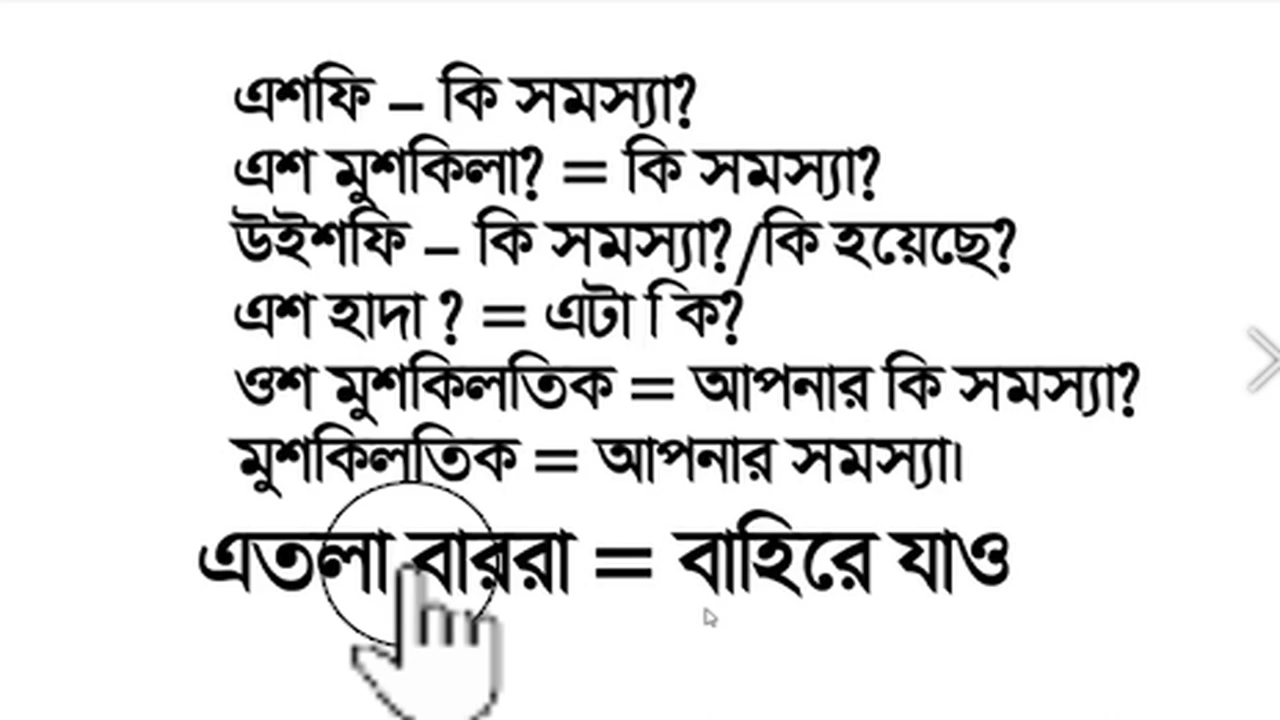 এশফি – কি সমস্যা?
এশ মুশকিলা? = কি সমস্যা?
উইশফি – কি সমস্যা?/কি হয়েছে?
এশ হাদা ? = এটা িক?
ওশ মুশকিলতিক = আপনার কি সমস্যা?
মুশকিলতিক = আপনার সমস্যা।
এতলা বাররা = বাহিরে যাও